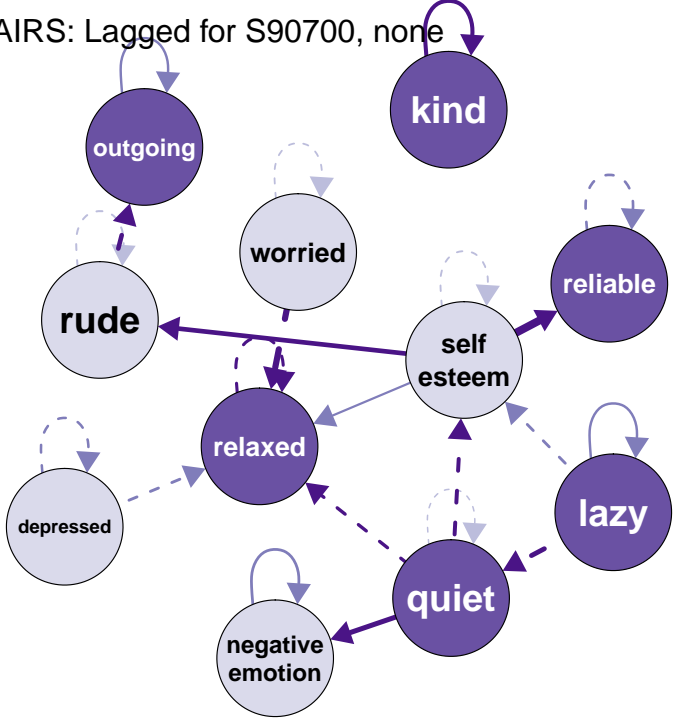 AIRS: Lagged for S90700, none
kind
outgoing
worried
reliable
rude
self
esteem
relaxed
lazy
depressed
quiet
negative
emotion